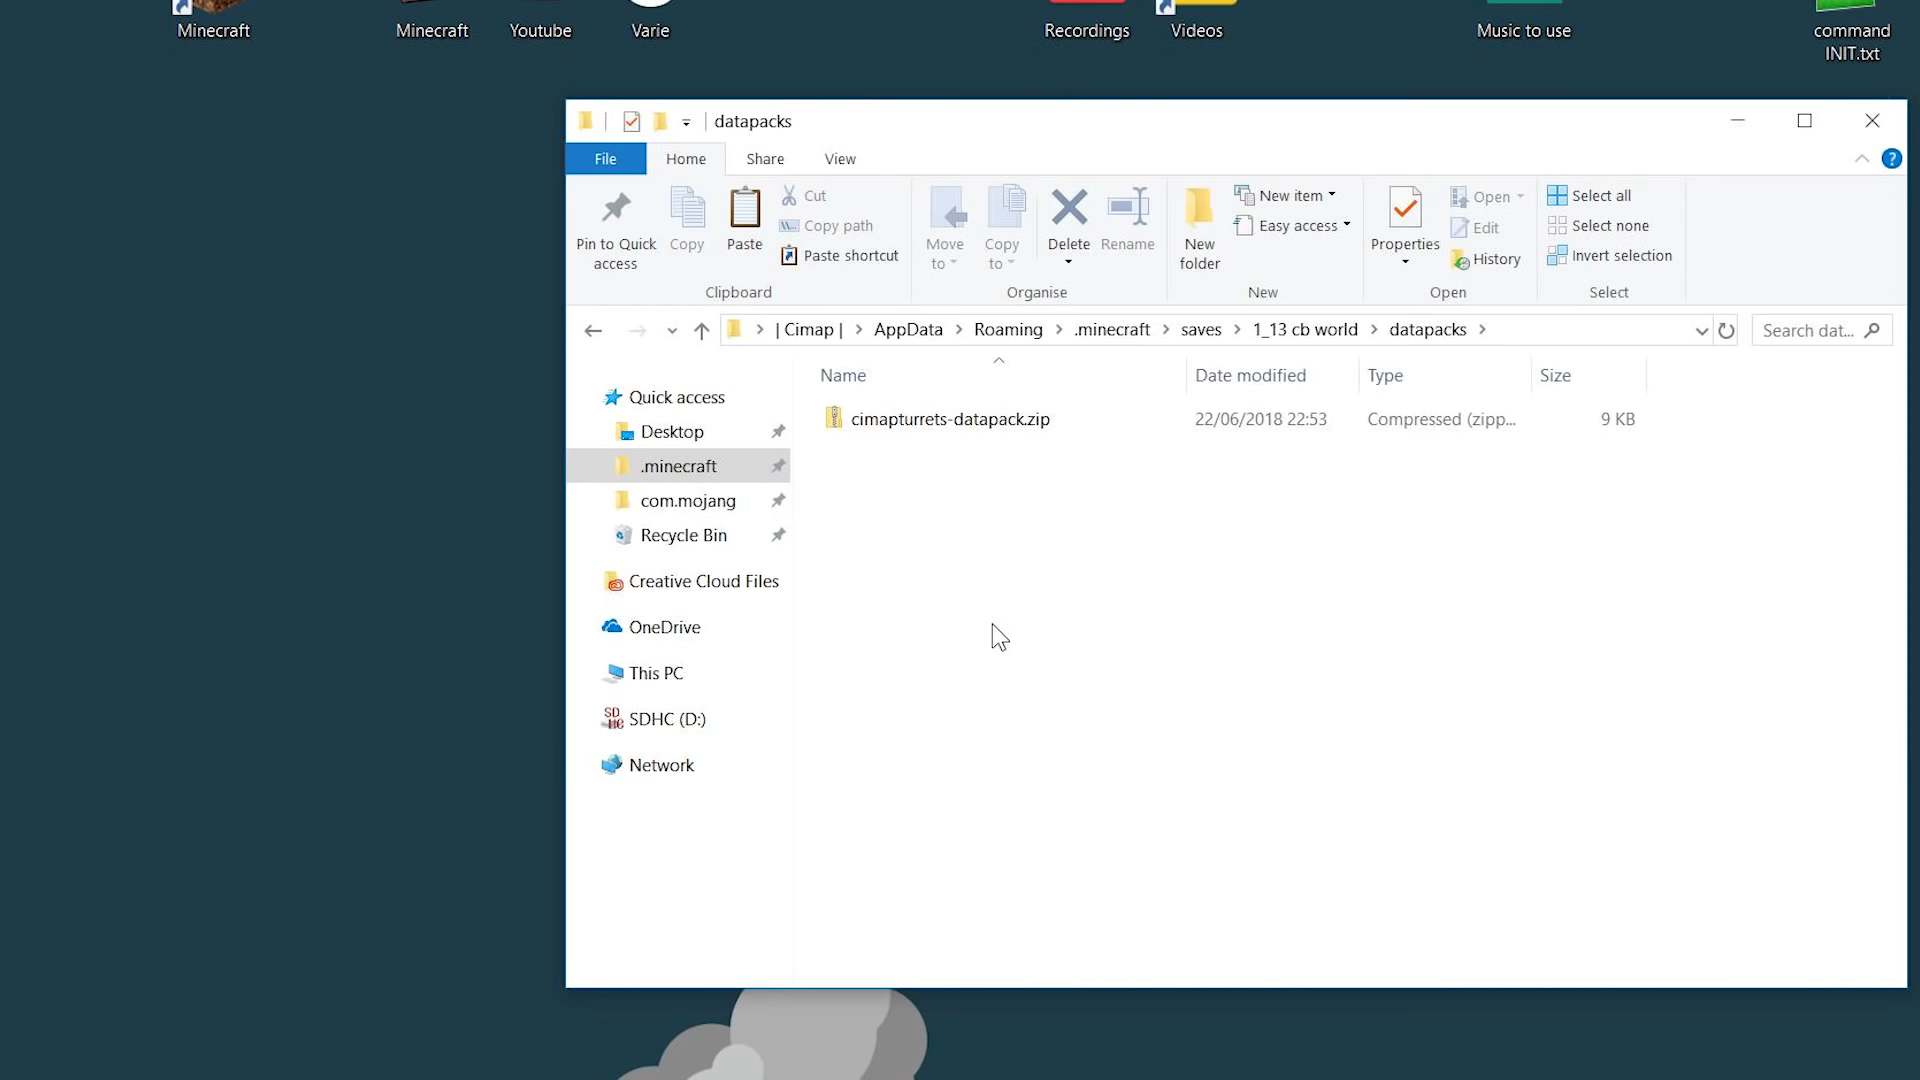 Minecraft
Minecraft
Youtube
Varie
Recordings
Videos
Music to use
command
INIT.txt
datapacks
File
Home
Share
View
Pin to Quick
access
Copy
Paste
Cut
Copy path
Paste shortcut
Clipboard
Move
to
Copy
to
Delete
Rename
Organise
New
folder
New item
Easy access
New
Properties
Open
Edit
History
Open
Select all
Select none
Invert selection
Select
| Cimap | AppData Roaming .minecraft saves 1_13 cb world datapacks
Search dat...
Name Date modified Type Size
cimapturrets-datapack.zip 22/06/2018 22:53 Compressed (zipp... 9 KB
Quick access
Desktop
.minecraft
com.mojang
Recycle Bin
Creative Cloud Files
OneDrive
This PC
SDHC (D:)
Network